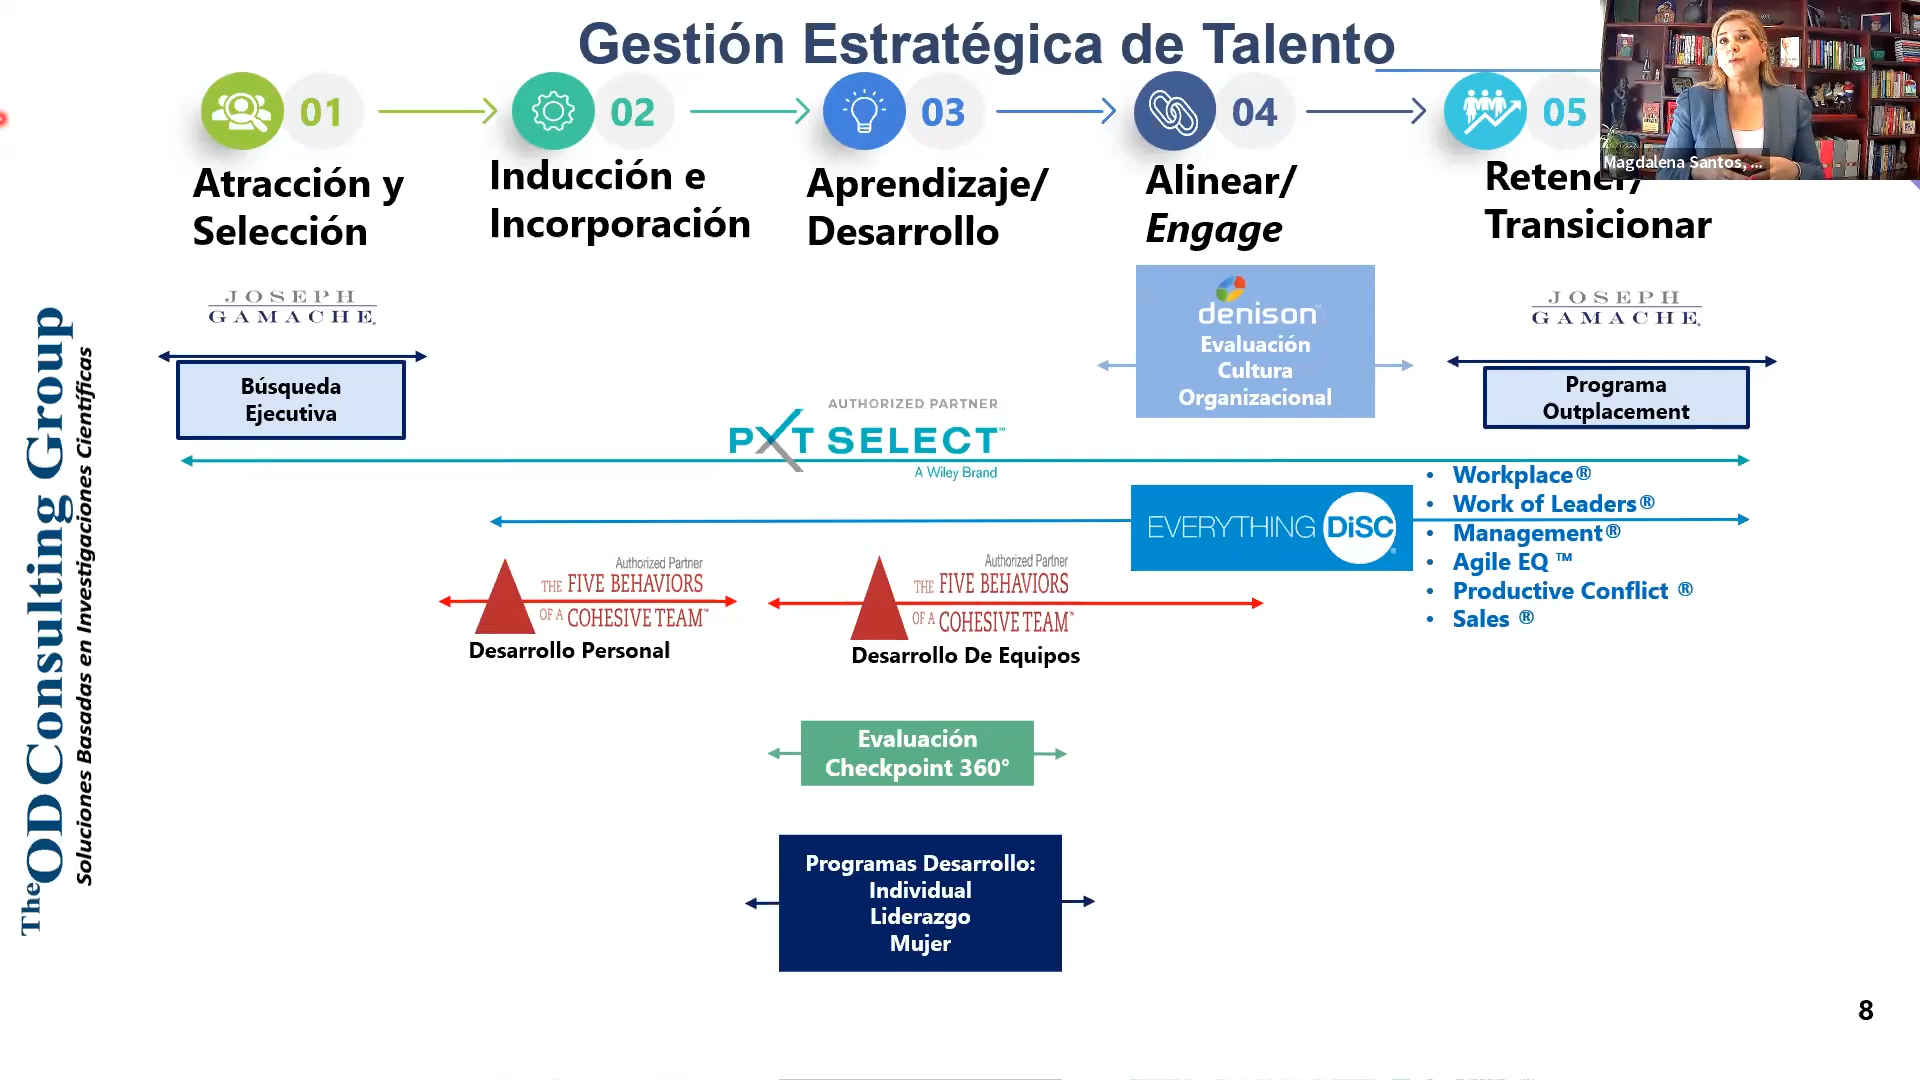 Gestión Estratégica de Talento
01
02
03
04
05
Magdalena Santos, ...
Atracción y
Selección
Inducción e
Incorporación
Aprendizaje/
Desarrollo
Alinear/
Engage
Retener/
Transicionar
JOSEPH
GAMACHE
Búsqueda
Ejecutiva
denison™
Evaluación
Cultura
Organizacional
JOSEPH
GAMACHE
Programa
Outplacement
AUTHORIZED PARTNER
PXT SELECT™
A Wiley Brand
EVERYTHING DiSC®
• Workplace®
• Work of Leaders®
• Management®
• Agile EQ ™
• Productive Conflict ®
• Sales ®
Authorized Partner
THE FIVE BEHAVIORS
OF A COHESIVE TEAM™
Desarrollo Personal
Authorized Partner
THE FIVE BEHAVIORS
OF A COHESIVE TEAM™
Desarrollo De Equipos
Evaluación
Checkpoint 360°
Programas Desarrollo:
Individual
Liderazgo
Mujer
The OD Consulting Group
Soluciones Basadas en Investigaciones Científicas
8